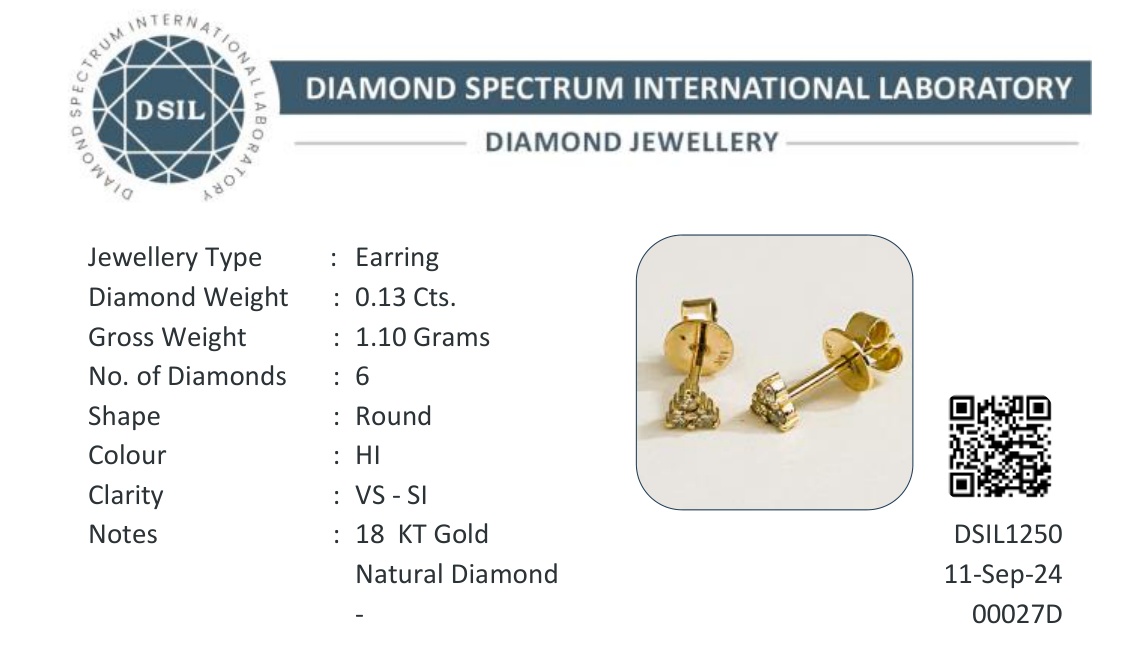 DIAMOND SPECTRUM INTERNATIONAL LABORATORY
DSIL
DIAMOND SPECTRUM INTERNATIONAL LABORATORY
DIAMOND JEWELLERY
Jewellery Type : Earring
Diamond Weight : 0.13 Cts.
Gross Weight : 1.10 Grams
No. of Diamonds : 6
Shape : Round
Colour : HI
Clarity : VS - SI
Notes : 18 KT Gold
Natural Diamond
-
DSIL1250
11-Sep-24
00027D